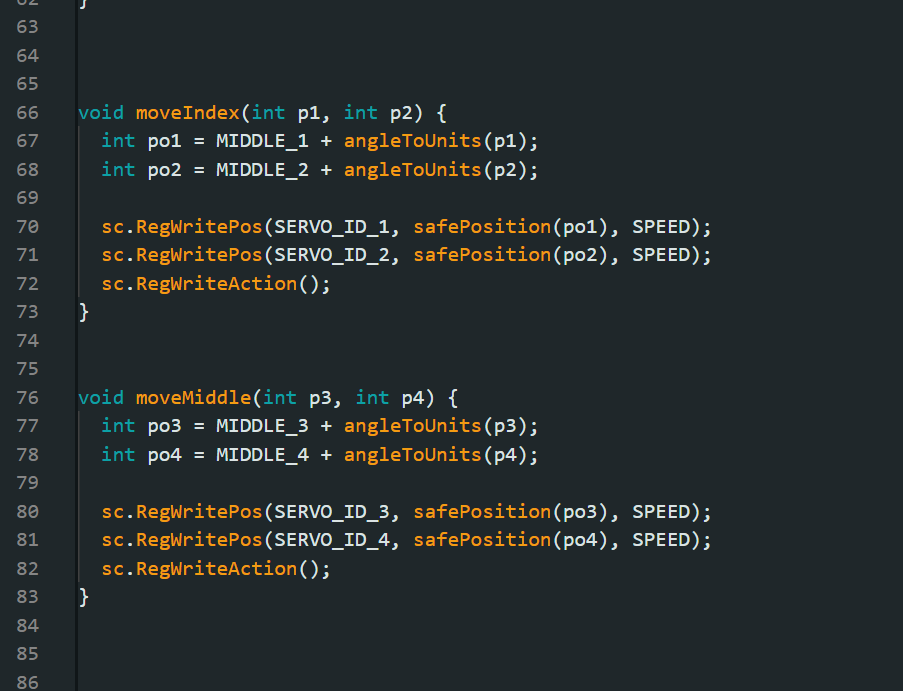 62 }
63
64
65
66 void moveIndex(int p1, int p2) {
67   int po1 = MIDDLE_1 + angleToUnits(p1);
68   int po2 = MIDDLE_2 + angleToUnits(p2);
69
70   sc.RegWritePos(SERVO_ID_1, safePosition(po1), SPEED);
71   sc.RegWritePos(SERVO_ID_2, safePosition(po2), SPEED);
72   sc.RegWriteAction();
73 }
74
75
76 void moveMiddle(int p3, int p4) {
77   int po3 = MIDDLE_3 + angleToUnits(p3);
78   int po4 = MIDDLE_4 + angleToUnits(p4);
79
80   sc.RegWritePos(SERVO_ID_3, safePosition(po3), SPEED);
81   sc.RegWritePos(SERVO_ID_4, safePosition(po4), SPEED);
82   sc.RegWriteAction();
83 }
84
85
86